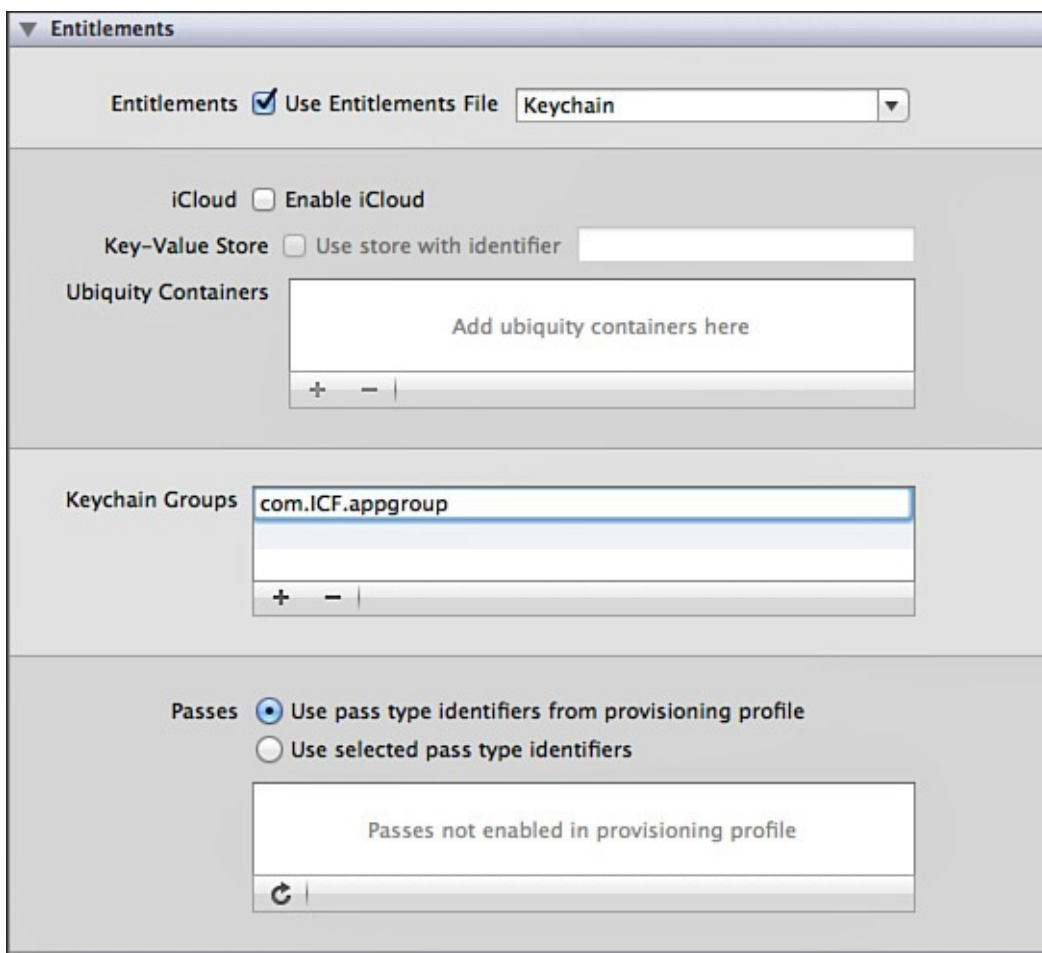 Entitlements
Entitlements Use Entitlements File Keychain
iCloud Enable iCloud
Key-Value Store Use store with identifier
Ubiquity Containers
Add ubiquity containers here
Keychain Groups com.ICF.appgroup
Passes Use pass type identifiers from provisioning profile
Use selected pass type identifiers
Passes not enabled in provisioning profile